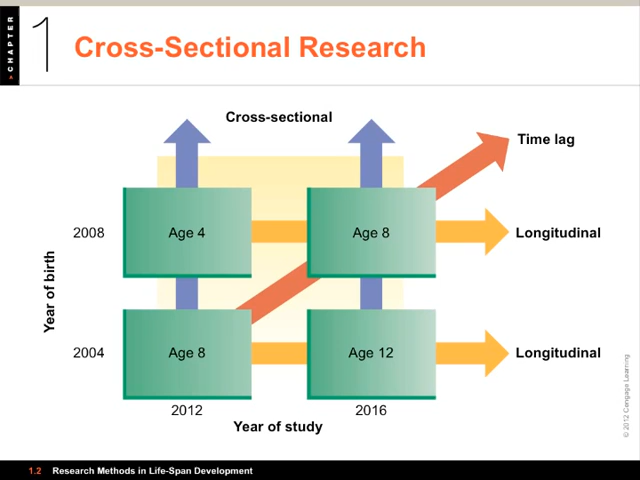 CHAPTER
1
Cross-Sectional Research
Cross-sectional
Time lag
2008
Age 4
Age 8
Longitudinal
Year of birth
2004
Age 8
Age 12
Longitudinal
2012
2016
Year of study
© 2012 Cengage Learning
1.2 Research Methods in Life-Span Development